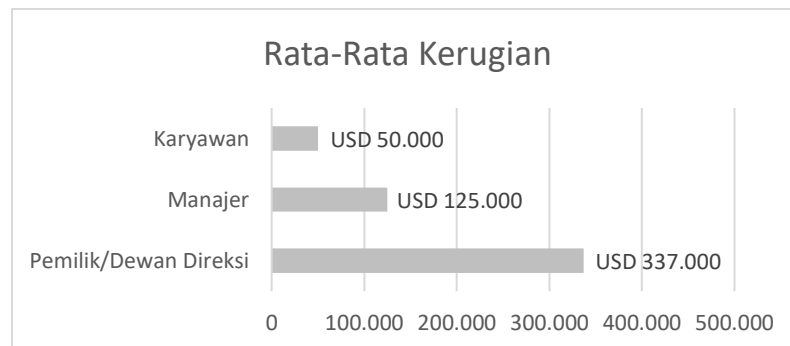 Rata-Rata Kerugian
Karyawan
USD 50.000
Manajer
USD 125.000
Pemilik/Dewan Direksi
USD 337.000
0 100.000 200.000 300.000 400.000 500.000